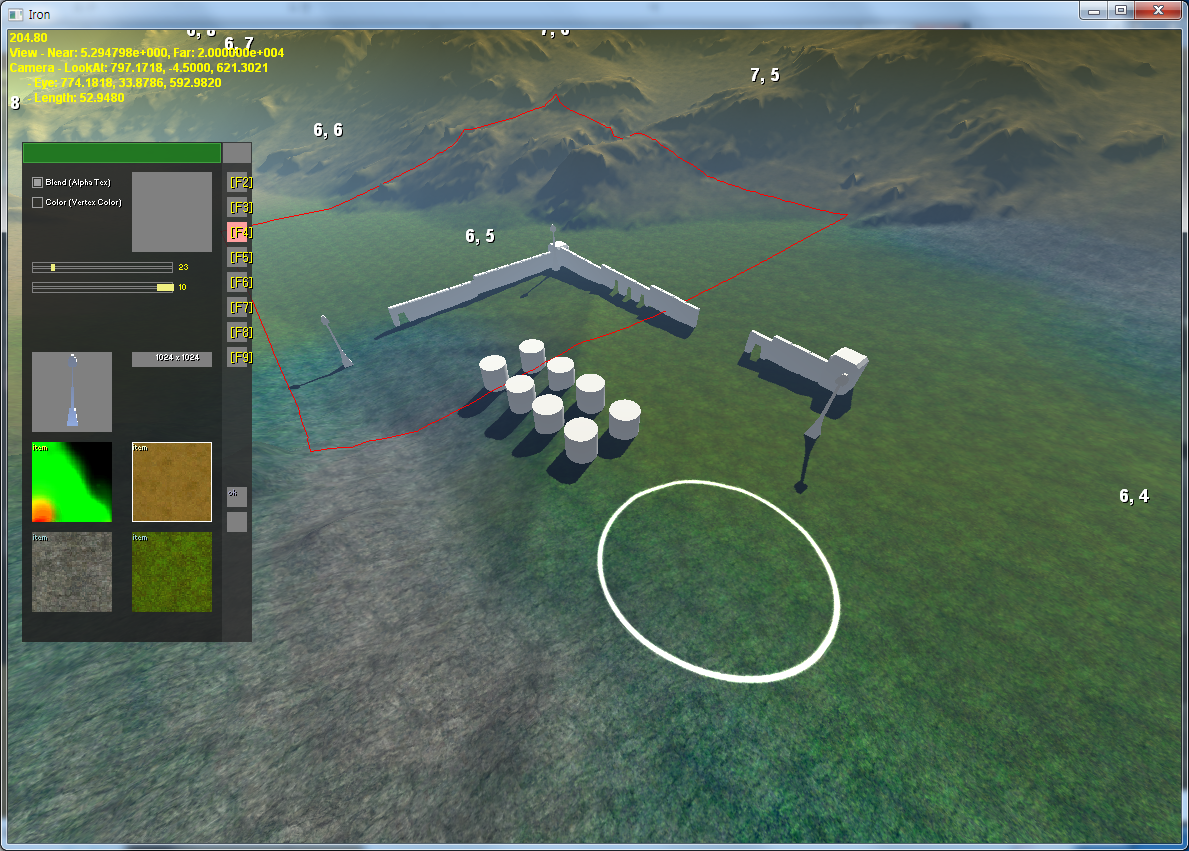 Iron
204.80
View - Near: 5.294798e+000, Far: 2.000000e+004
Camera - LookAt: 797.1718, -4.5000, 621.3021
- Eye: 774.1818, 33.8786, 592.9820
- Length: 52.9480
6, 7
7, 5
8
6, 6
6, 5
6, 4
Blend (Alpha Tex)
Color (Vertex Color)
23
10
1024 x 1024
item
item
item
item
[F2]
[F3]
[F4]
[F5]
[F6]
[F7]
[F8]
[F9]
ok